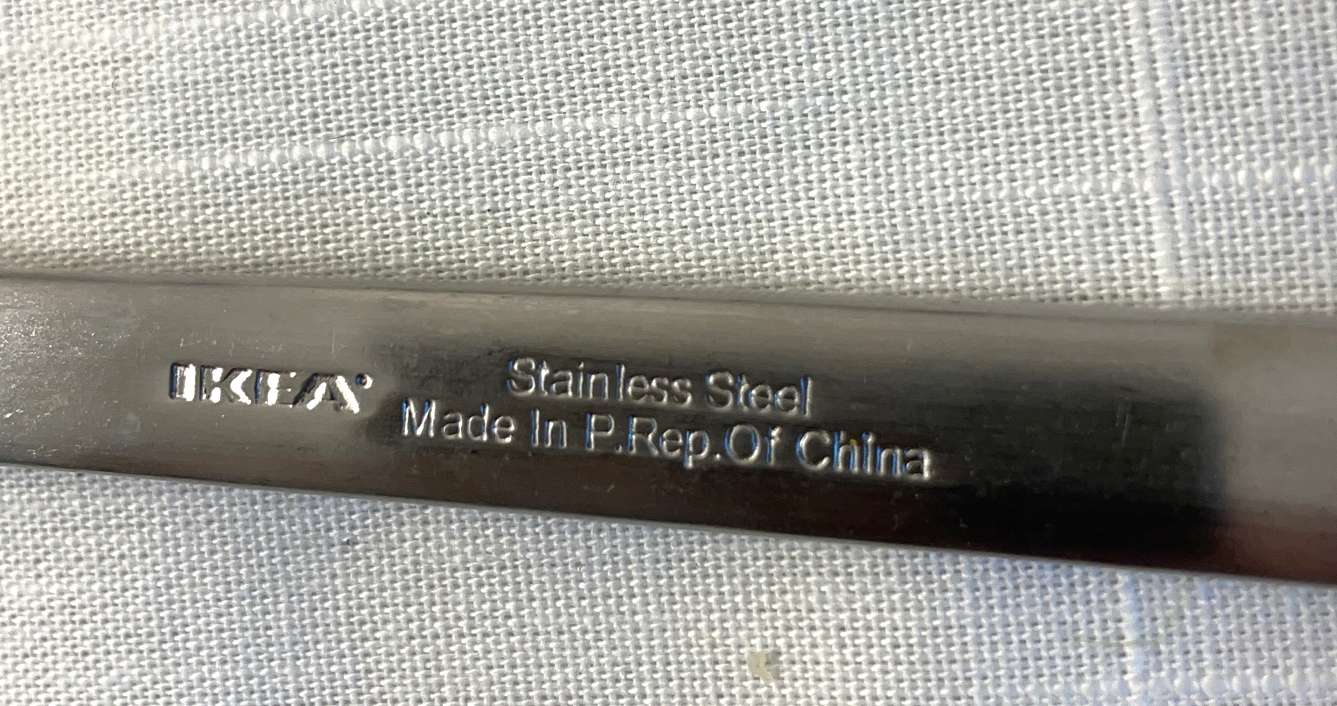 IKEA®
Stainless Steel
Made In P.Rep.Of China